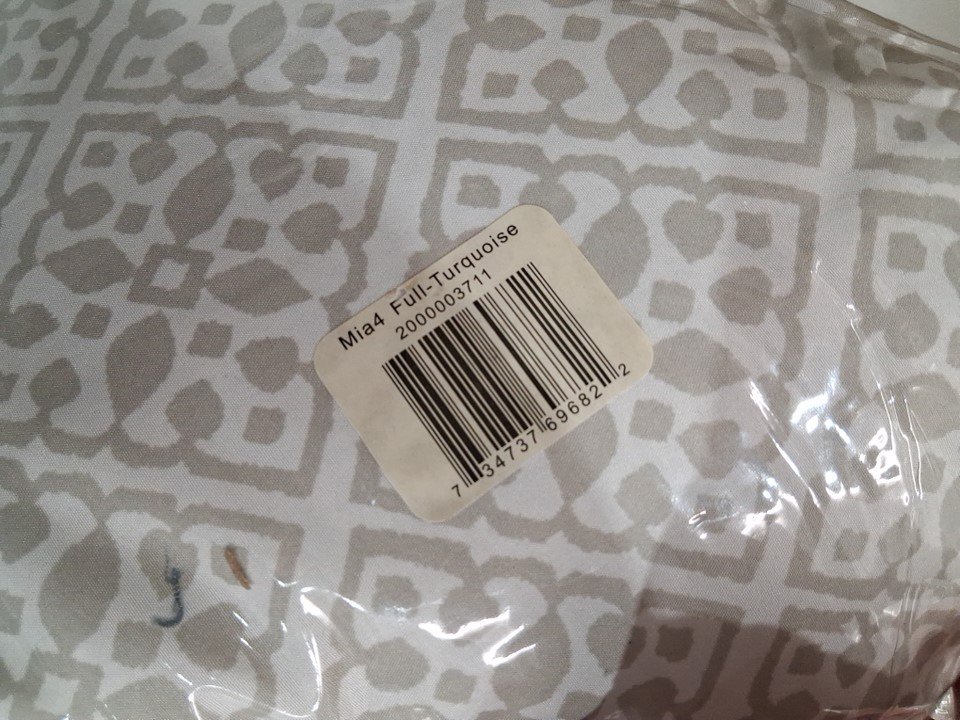 Mia4 Full-Turquoise
2000003711
7 34737 69682 2